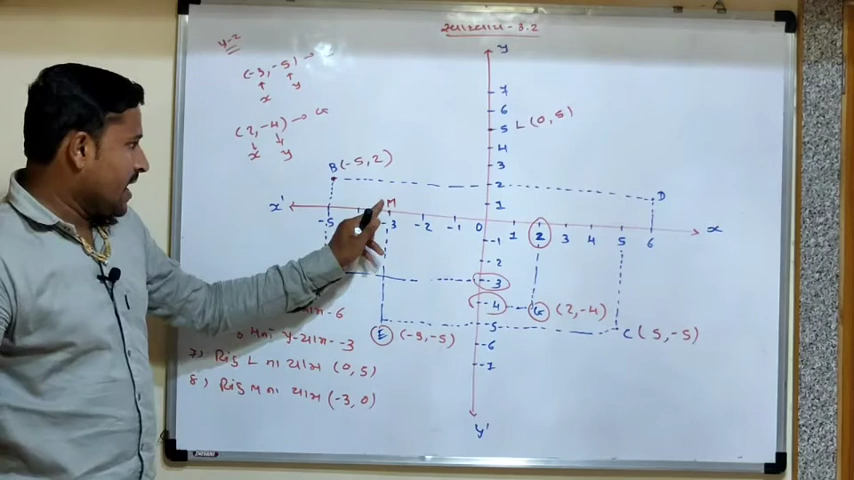 સ્વાધ્યાય - 3.2
પ્ર-2
(-3, -5) →
x y
(2, -4) → G
x y
B (-5, 2)
L (0, 5)
D
M
E (-3, -5)
G (2, -4)
C (5, -5)
y
7
6
5
4
3
2
1
x' -5 -3 -2 -1 0 1 2 3 4 5 6 x
-1
-2
-3
-4
-5
-6
-7
y'
-6
y-યામ - -3
7) બિંદુ L ના યામ (0, 5)
8) બિંદુ M ના યામ (-3, 0)